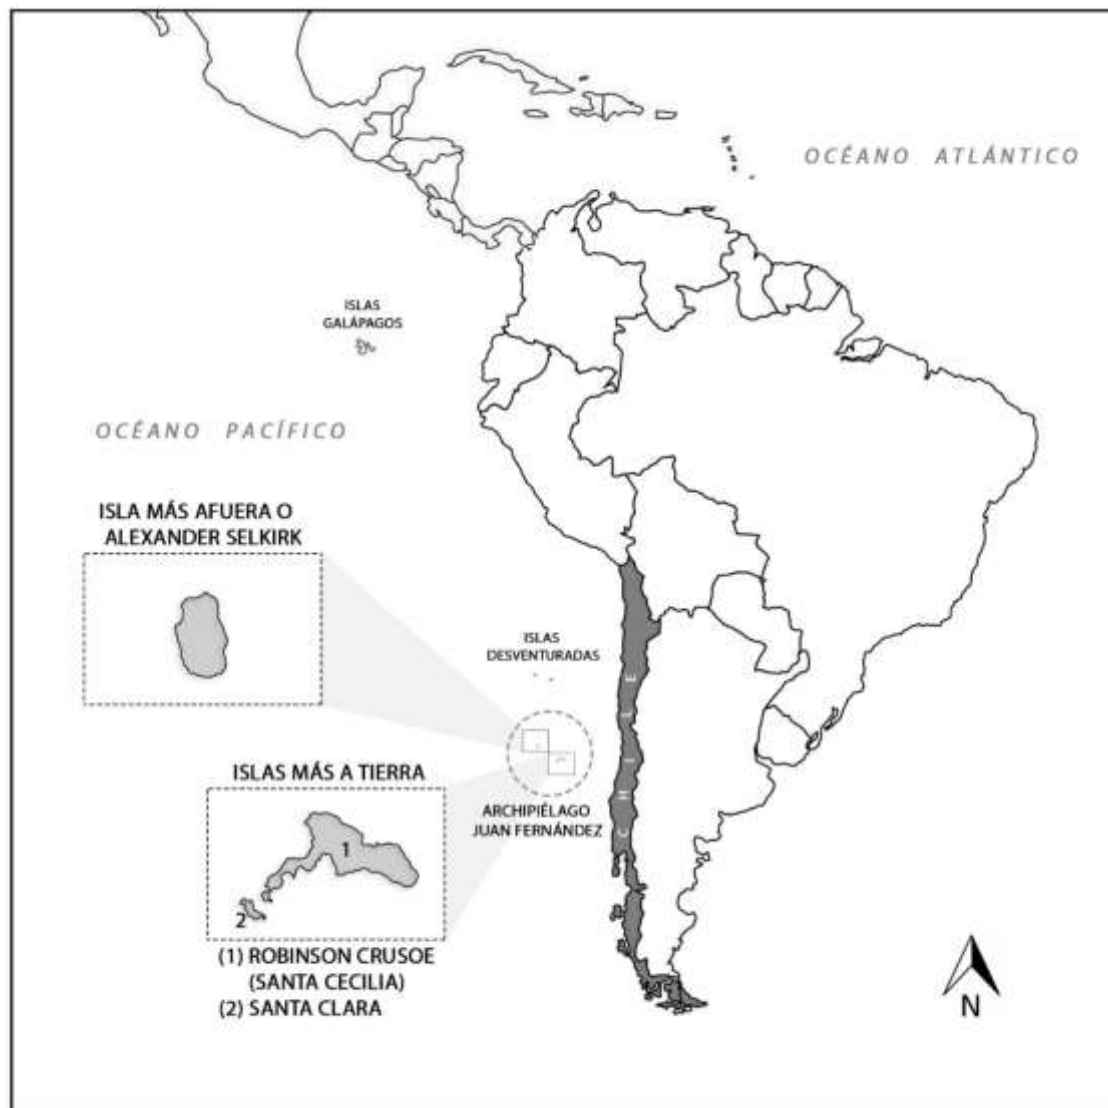 OCÉANO ATLÁNTICO
ISLAS
GALÁPAGOS
OCÉANO PACÍFICO
ISLA MÁS AFUERA O
ALEXANDER SELKIRK
ISLAS
DESVENTURADAS
CHILE
ISLAS MÁS A TIERRA
ARCHIPIÉLAGO
JUAN FERNÁNDEZ
1
2
(1) ROBINSON CRUSOE
(SANTA CECILIA)
(2) SANTA CLARA
N